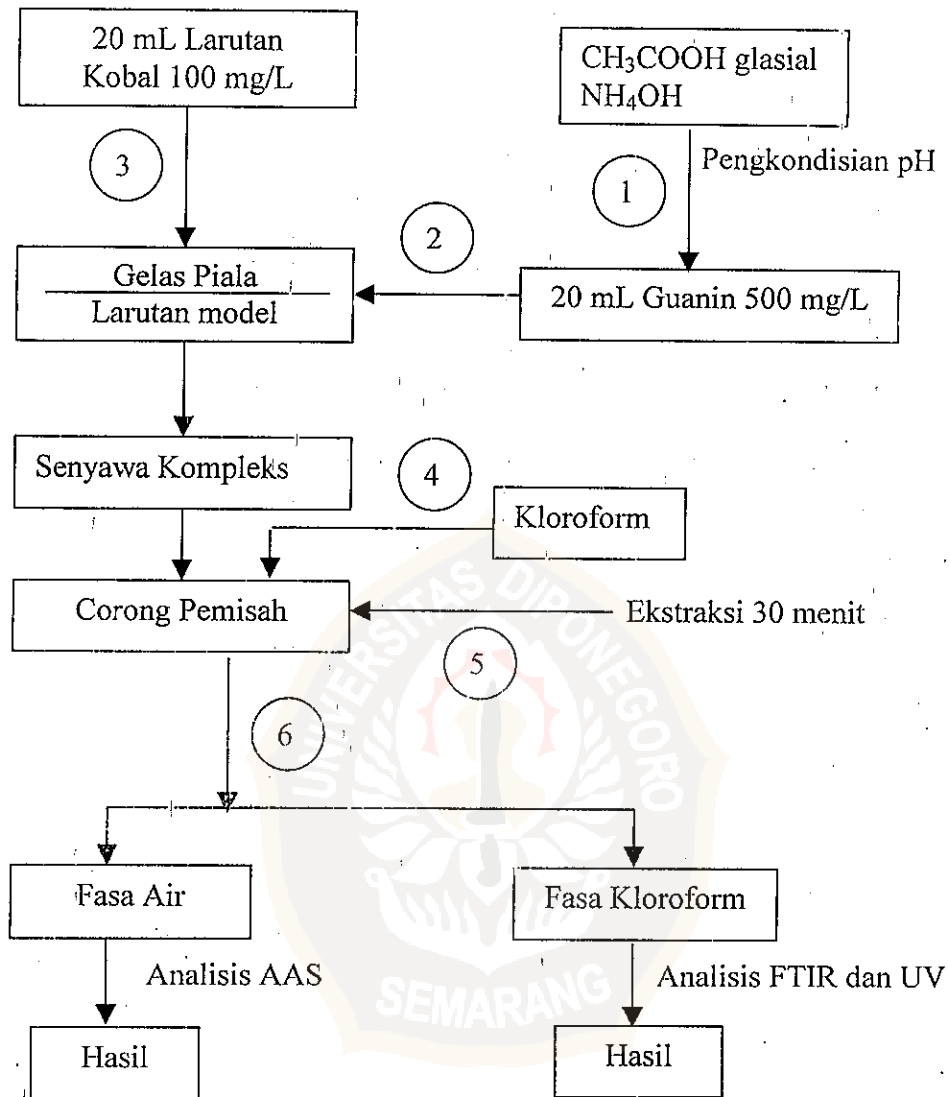 20 mL Larutan
Kobal 100 mg/L
CH₃COOH glasial
NH₄OH
3
Pengkondisian pH
1
2
Gelas Piala
Larutan model
20 mL Guanin 500 mg/L
Senyawa Kompleks
4
Kloroform
Corong Pemisah
Ekstraksi 30 menit
5
6
Fasa Air
Fasa Kloroform
Analisis AAS
Analisis FTIR dan UV
Hasil
Hasil
UNIVERSITAS DIPONEGORO
SEMARANG